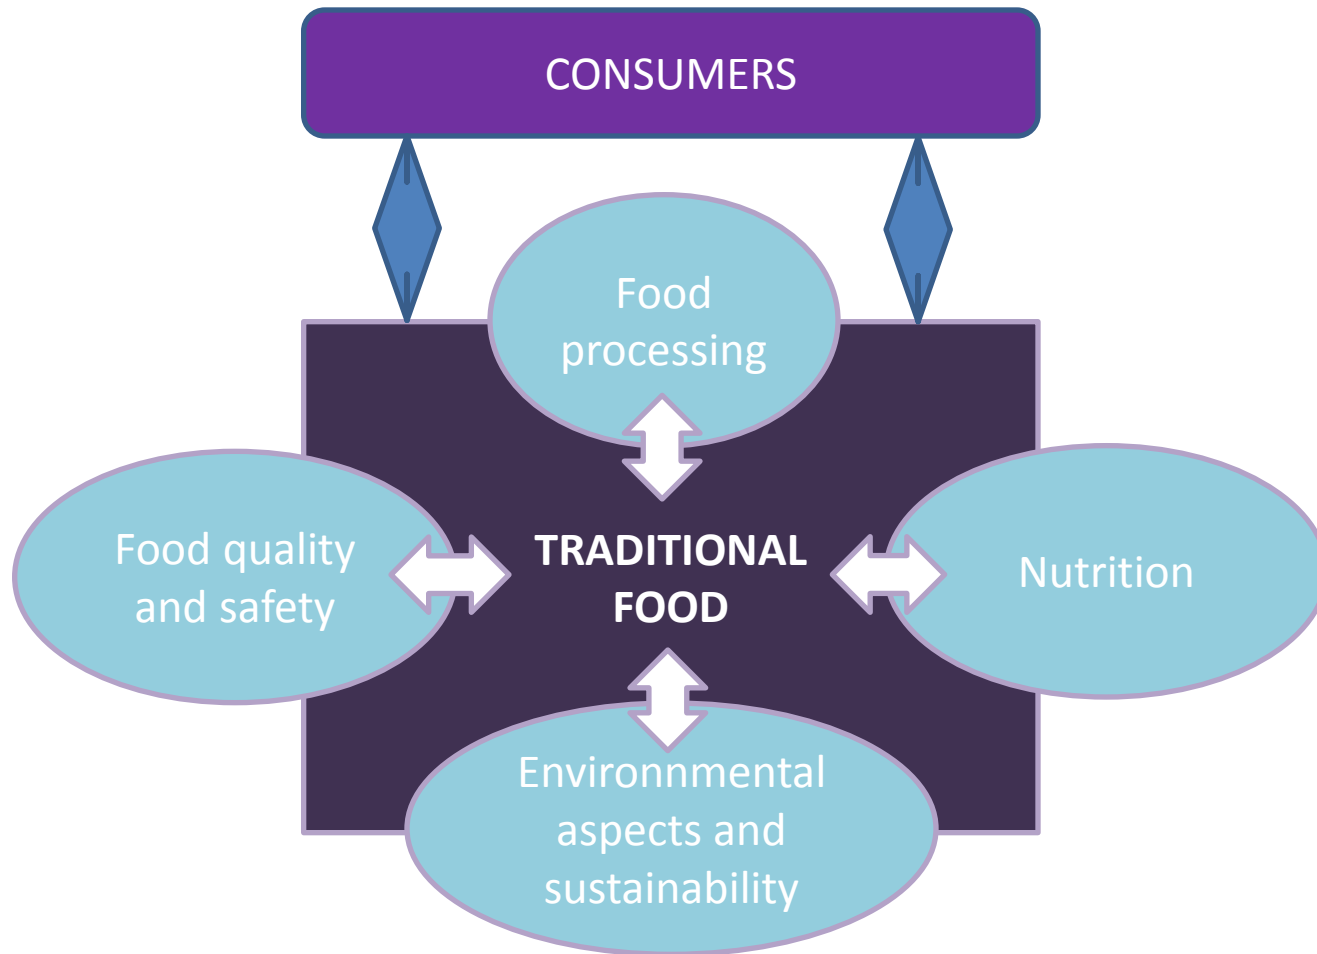 CONSUMERS
Food
processing
Food quality
and safety
TRADITIONAL
FOOD
Nutrition
Environnmental
aspects and
sustainability